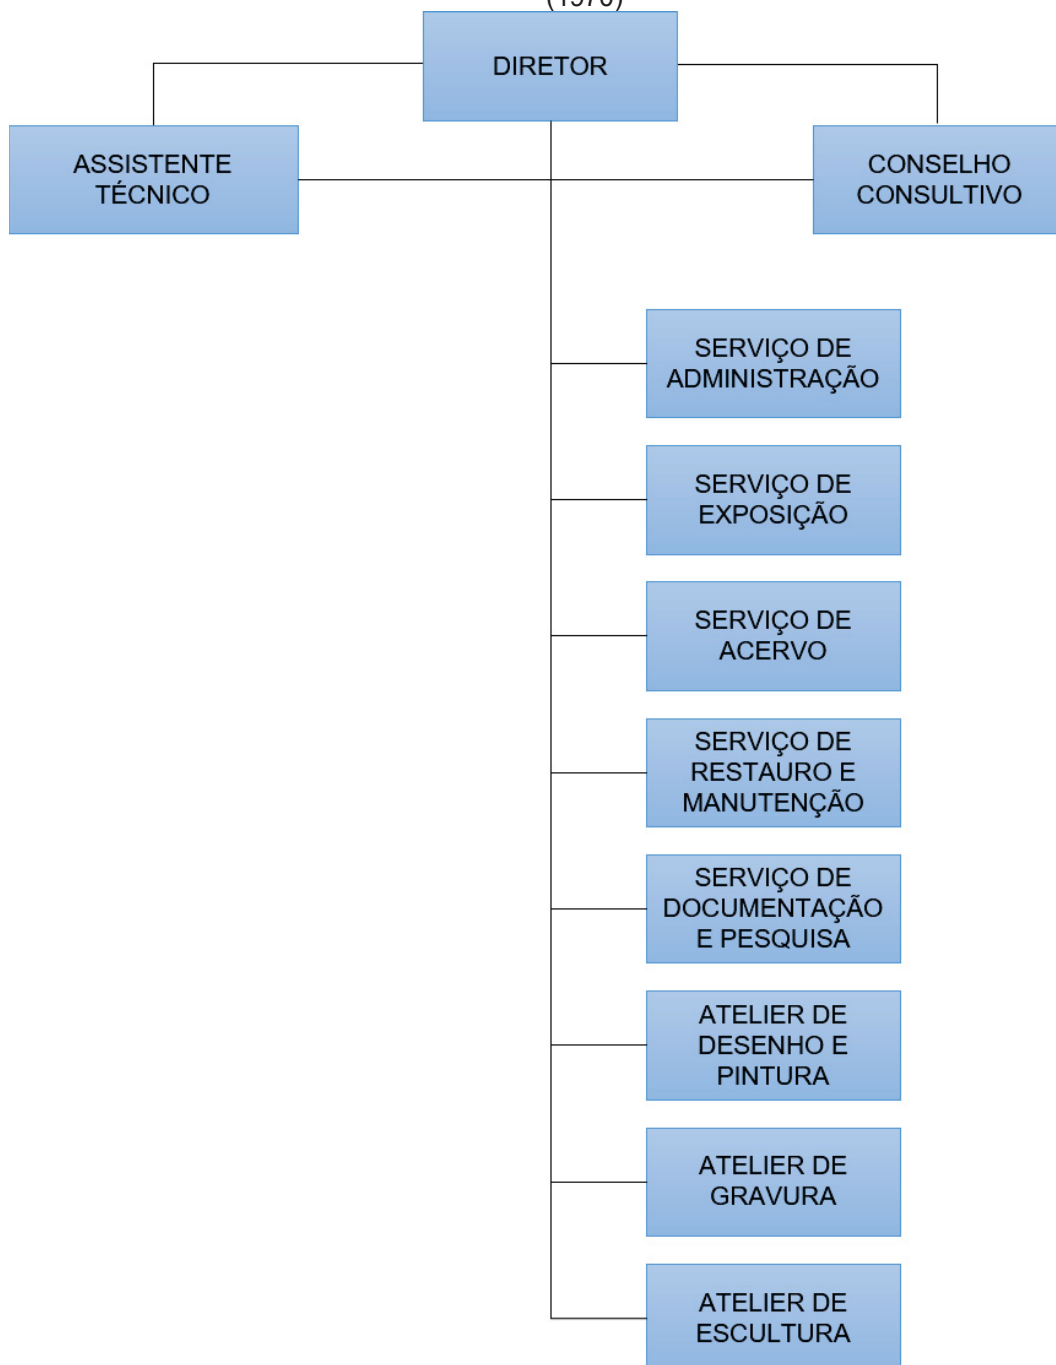 DIRETOR
ASSISTENTE
TÉCNICO
CONSELHO
CONSULTIVO
SERVIÇO DE
ADMINISTRAÇÃO
SERVIÇO DE
EXPOSIÇÃO
SERVIÇO DE
ACERVO
SERVIÇO DE
RESTAURO E
MANUTENÇÃO
SERVIÇO DE
DOCUMENTAÇÃO
E PESQUISA
ATELIER DE
DESENHO E
PINTURA
ATELIER DE
GRAVURA
ATELIER DE
ESCULTURA